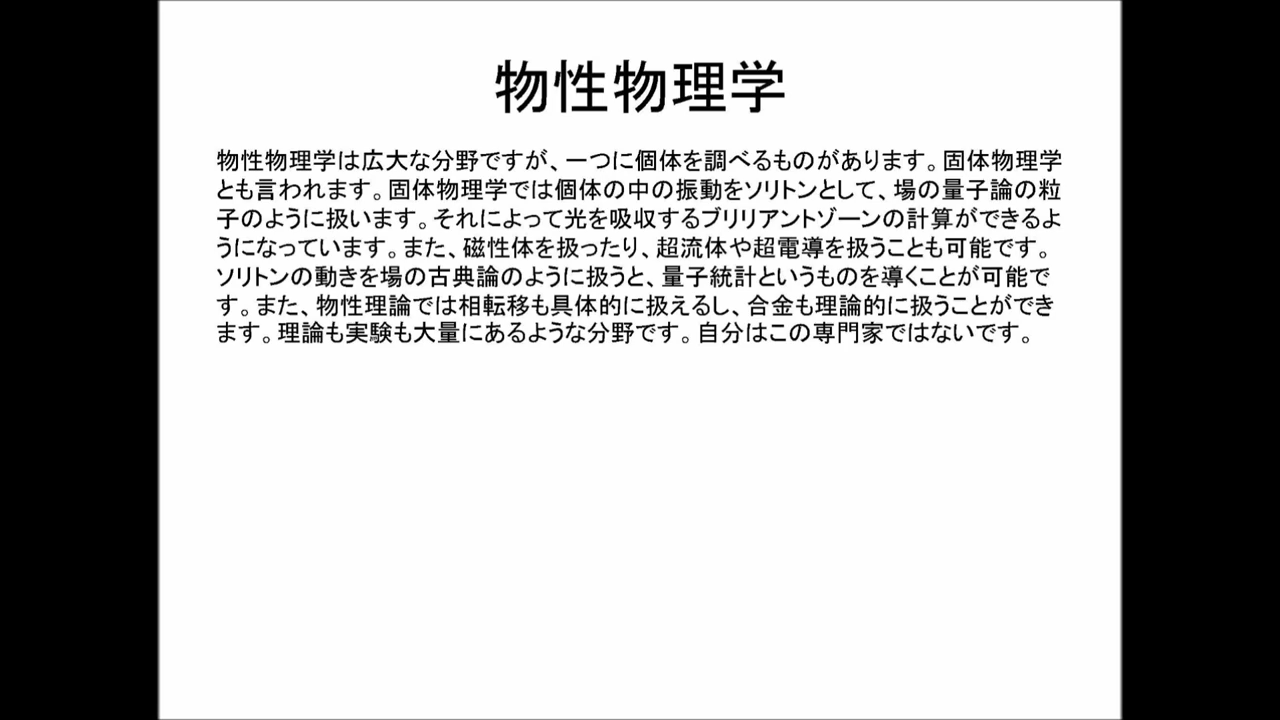 物性物理学
物性物理学は広大な分野ですが、一つに個体を調べるものがあります。固体物理学
とも言われます。固体物理学では個体の中の振動をソリトンとして、場の量子論の粒
子のように扱います。それによって光を吸収するブリリアントゾーンの計算ができるよ
うになっています。また、磁性体を扱ったり、超流体や超電導を扱うことも可能です。
ソリトンの動きを場の古典論のように扱うと、量子統計というものを導くことが可能で
す。また、物性理論では相転移も具体的に扱えるし、合金も理論的に扱うことができ
ます。理論も実験も大量にあるような分野です。自分はこの専門家ではないです。